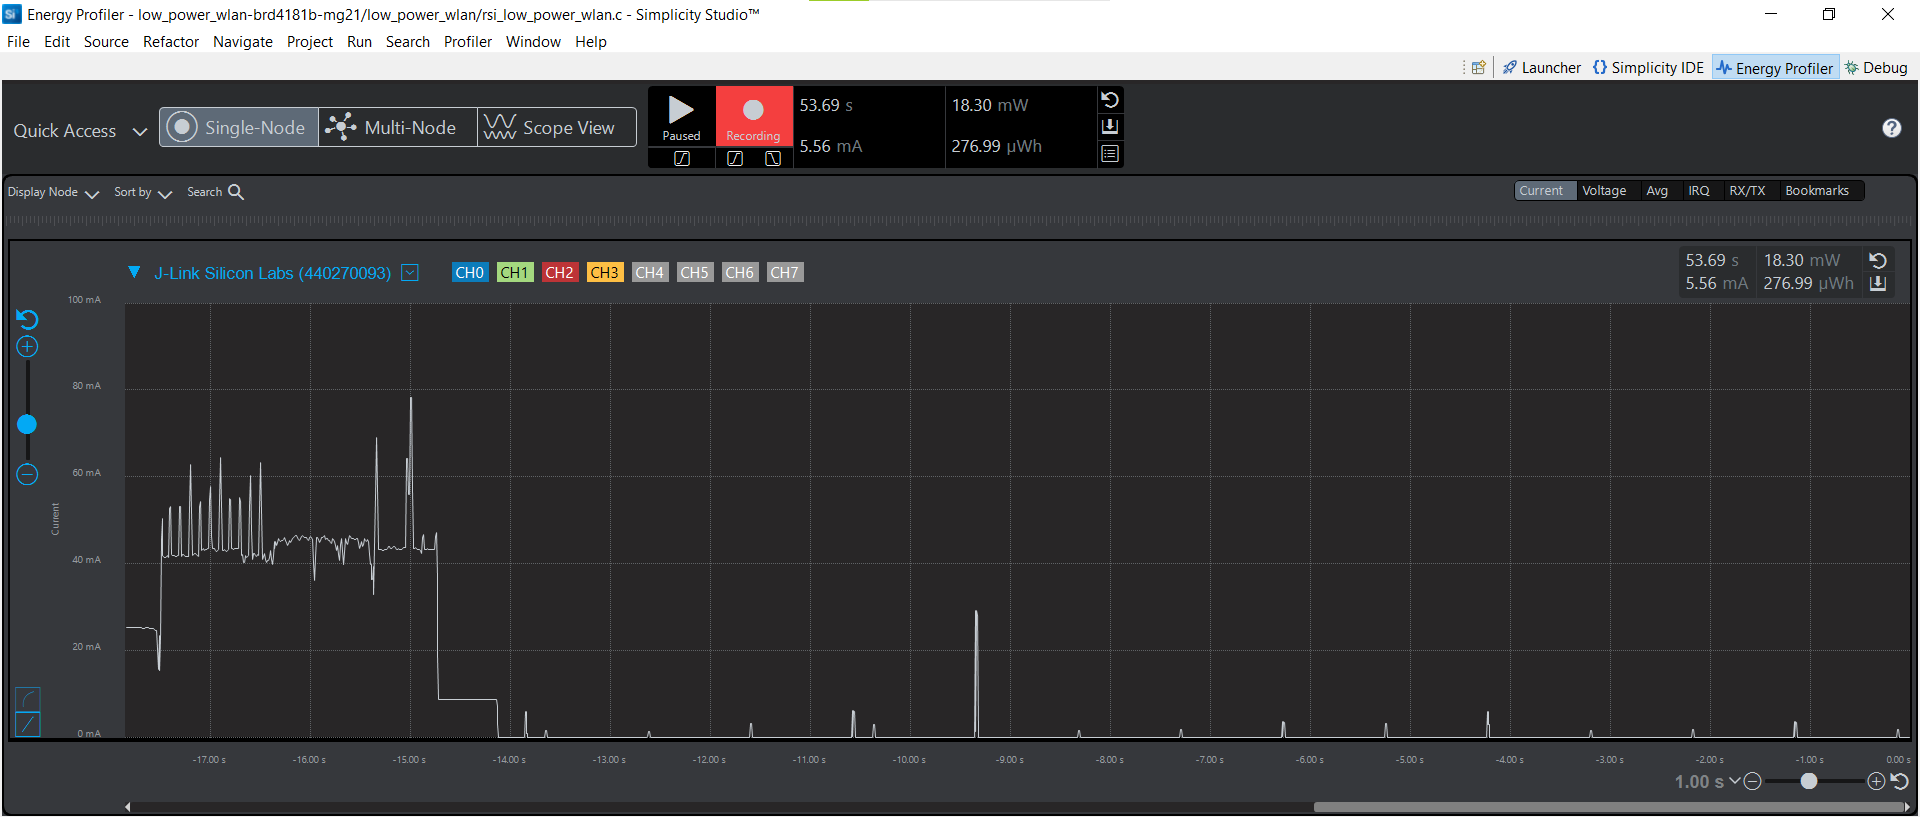 Si Energy Profiler - low_power_wlan-brd4181b-mg21/low_power_wlan/rsi_low_power_wlan.c - Simplicity Studio™
File Edit Source Refactor Navigate Project Run Search Profiler Window Help
Launcher {} Simplicity IDE Energy Profiler Debug
Quick Access Single-Node Multi-Node Scope View
Paused Recording
53.69 s 18.30 mW
5.56 mA 276.99 µWh
?
Display Node Sort by Search
Current Voltage Avg IRQ RX/TX Bookmarks
J-Link Silicon Labs (440270093) CH0 CH1 CH2 CH3 CH4 CH5 CH6 CH7
53.69 s 18.30 mW
5.56 mA 276.99 µWh
100 mA
80 mA
60 mA
Current
40 mA
20 mA
0 mA
-17.00 s -16.00 s -15.00 s -14.00 s -13.00 s -12.00 s -11.00 s -10.00 s -9.00 s -8.00 s -7.00 s -6.00 s -5.00 s -4.00 s -3.00 s -2.00 s -1.00 s 0.00 s
1.00 s